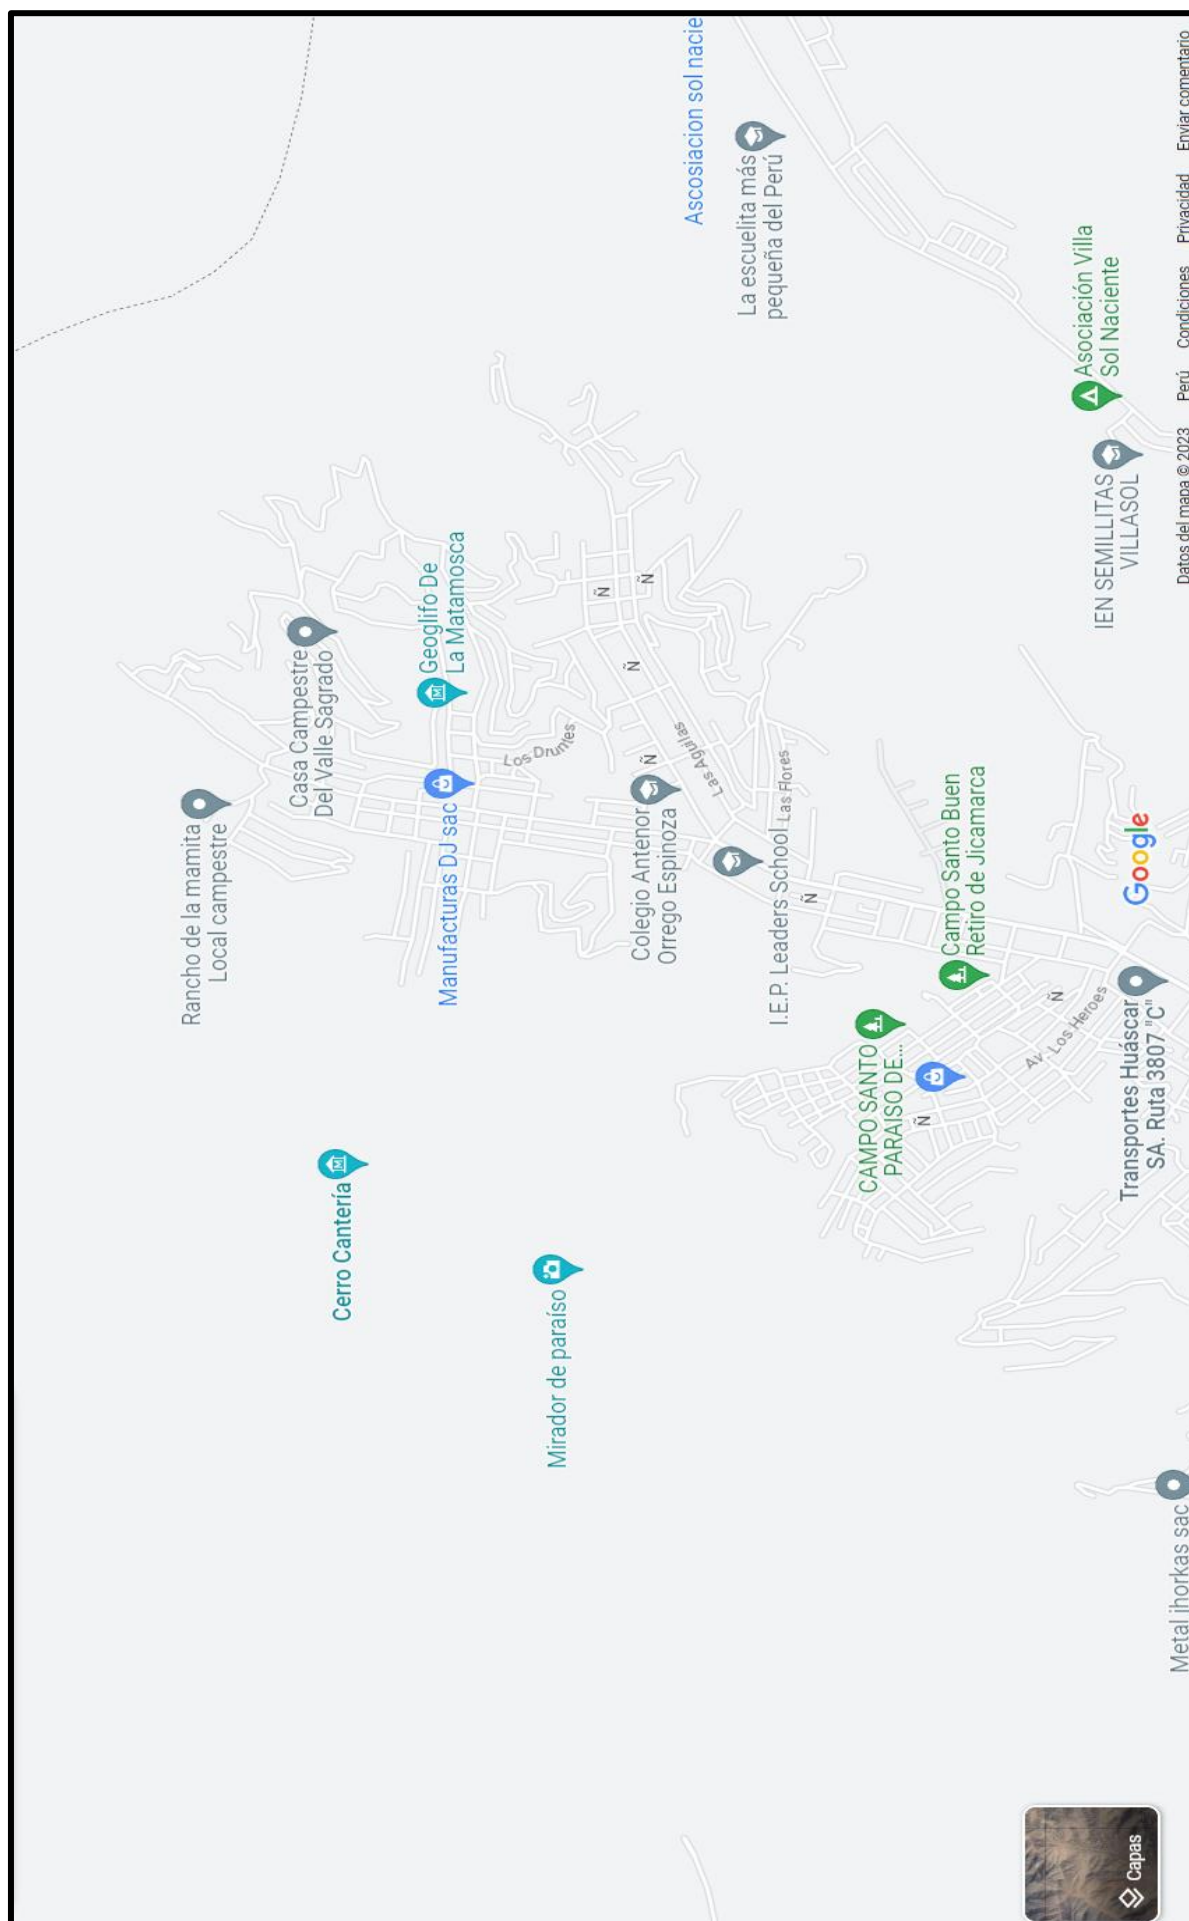 Rancho de la mamita
Local campestre
Casa Campestre
Del Valle Sagrado
Cerro Cantería
Geoglifo De
La Matamosca
Manufacturas DJ sac
Los Druntes
Mirador de paraíso
Ñ
Ñ
Ñ
Ñ
Colegio Antenor
Orrego Espinoza
Las Aguilas
Ascosiacion sol nacie
La escuelita más
pequeña del Perú
Las Flores
I.E.P. Leaders School
Ñ
CAMPO SANTO
PARAISO DE...
Ñ
Campo Santo Buen
Retiro de Jicamarca
Ñ
Av. Los Heroes
Asociación Villa
Sol Naciente
IEN SEMILLITAS
VILLASOL
Transportes Huáscar
SA. Ruta 3807 "C"
Metal ihorkas sac
Capas
Google
Datos del mapa © 2023 Perú Condiciones Privacidad Enviar comentario